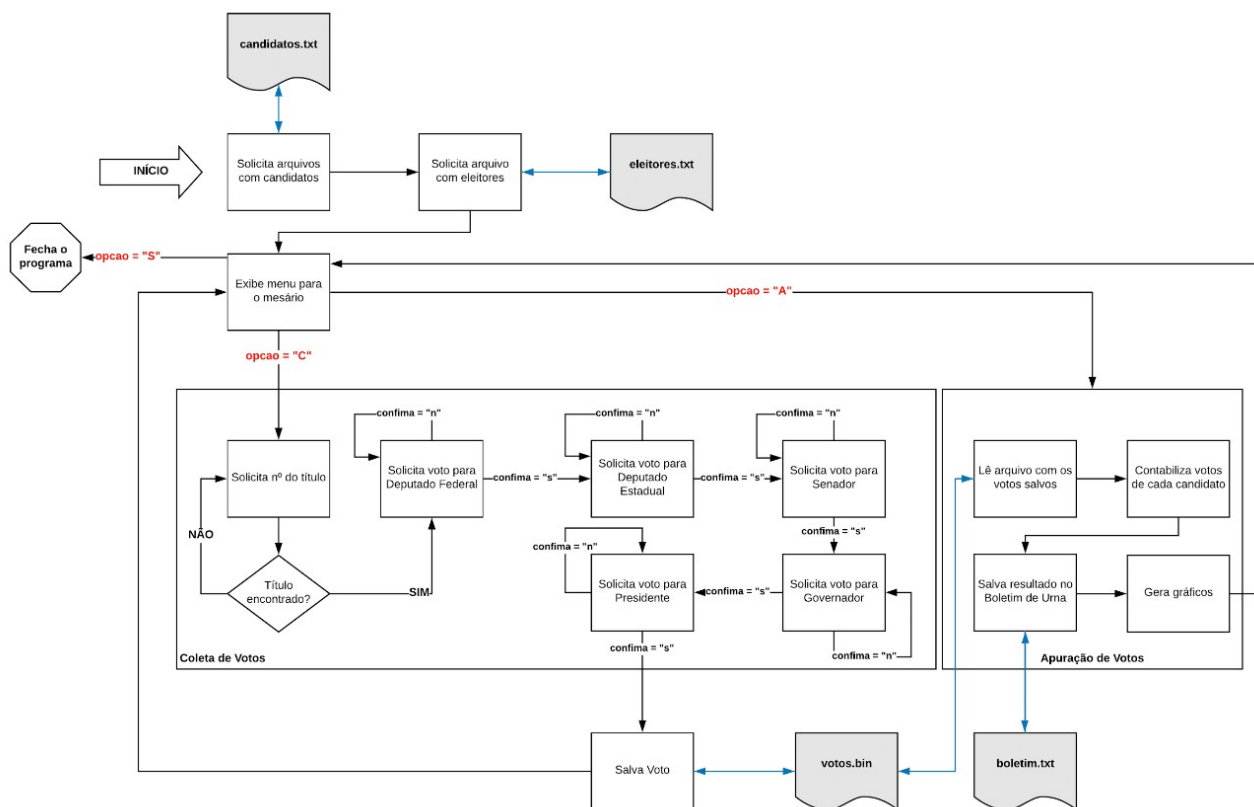 candidatos.txt
INÍCIO
Solicita arquivos
com candidatos
Solicita arquivo
com eleitores
eleitores.txt
Fecha o
programa
opcao = "S"
Exibe menu para
o mesário
opcao = "A"
opcao = "C"
confima = "n"
confima = "n"
confima = "n"
Solicita nº do título
Solicita voto para
Deputado Federal
confima = "s"
Solicita voto para
Deputado
Estadual
confima = "s"
Solicita voto para
Senador
Lê arquivo com os
votos salvos
Contabiliza votos
de cada candidato
NÃO
confima = "s"
confima = "n"
Título
encontrado?
SIM
Solicita voto para
Presidente
confima = "s"
Solicita voto para
Governador
Salva resultado no
Boletim de Urna
Gera gráficos
confima = "s"
confima = "n"
Coleta de Votos
Apuração de Votos
Salva Voto
votos.bin
boletim.txt